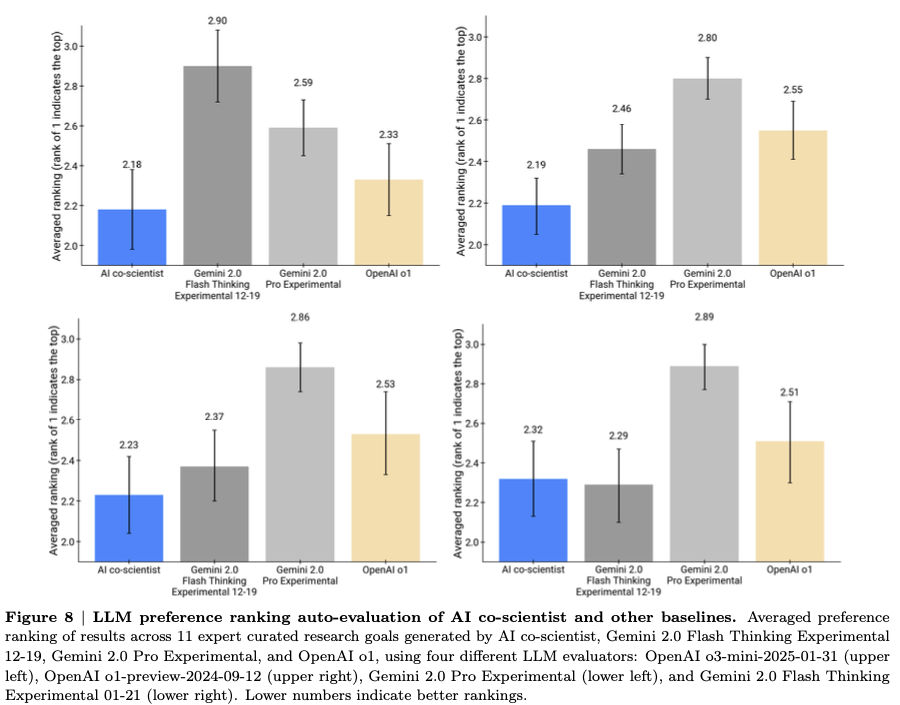 2.90
3.0
2.8
2.59
2.6
2.33
2.4
2.18
2.2
2.0
Averaged ranking (rank of 1 indicates the top)
AI co-scientist
Gemini 2.0
Flash Thinking
Experimental 12-19
Gemini 2.0
Pro Experimental
OpenAI o1
2.80
3.0
2.8
2.55
2.46
2.6
2.4
2.19
2.2
2.0
Averaged ranking (rank of 1 indicates the top)
AI co-scientist
Gemini 2.0
Flash Thinking
Experimental 12-19
Gemini 2.0
Pro Experimental
OpenAI o1
2.86
3.0
2.8
2.53
2.37
2.6
2.23
2.4
2.2
2.0
Averaged ranking (rank of 1 indicates the top)
AI co-scientist
Gemini 2.0
Flash Thinking
Experimental 12-19
Gemini 2.0
Pro Experimental
OpenAI o1
2.89
3.0
2.8
2.51
2.6
2.32
2.29
2.4
2.2
2.0
Averaged ranking (rank of 1 indicates the top)
AI co-scientist
Gemini 2.0
Flash Thinking
Experimental 12-19
Gemini 2.0
Pro Experimental
OpenAI o1
Figure 8 | LLM preference ranking auto-evaluation of AI co-scientist and other baselines. Averaged preference
ranking of results across 11 expert curated research goals generated by AI co-scientist, Gemini 2.0 Flash Thinking Experimental
12-19, Gemini 2.0 Pro Experimental, and OpenAI o1, using four different LLM evaluators: OpenAI o3-mini-2025-01-31 (upper
left), OpenAI o1-preview-2024-09-12 (upper right), Gemini 2.0 Pro Experimental (lower left), and Gemini 2.0 Flash Thinking
Experimental 01-21 (lower right). Lower numbers indicate better rankings.